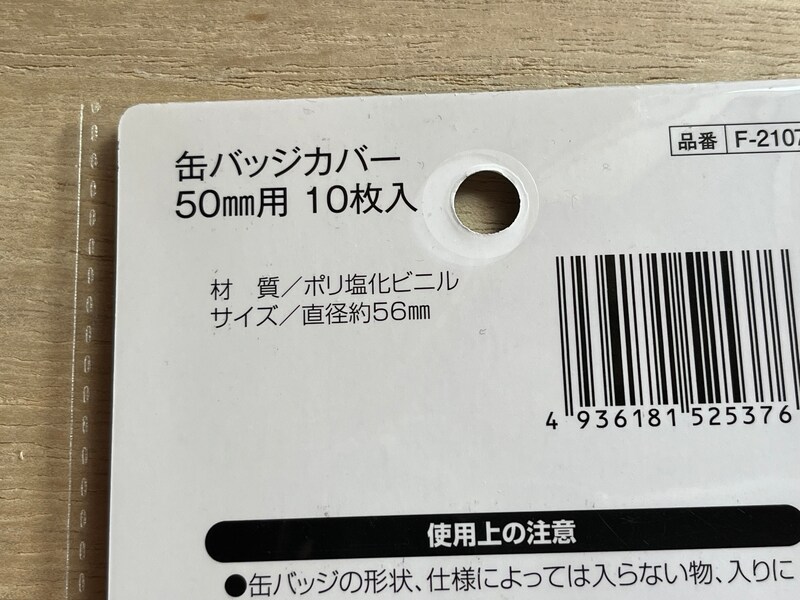 缶バッジカバー
50㎜用 10枚入
品番 F-2107
材 質/ポリ塩化ビニル
サイズ/直径約56㎜
4 936181 525376
使用上の注意
●缶バッジの形状、仕様によっては入らない物、入りに